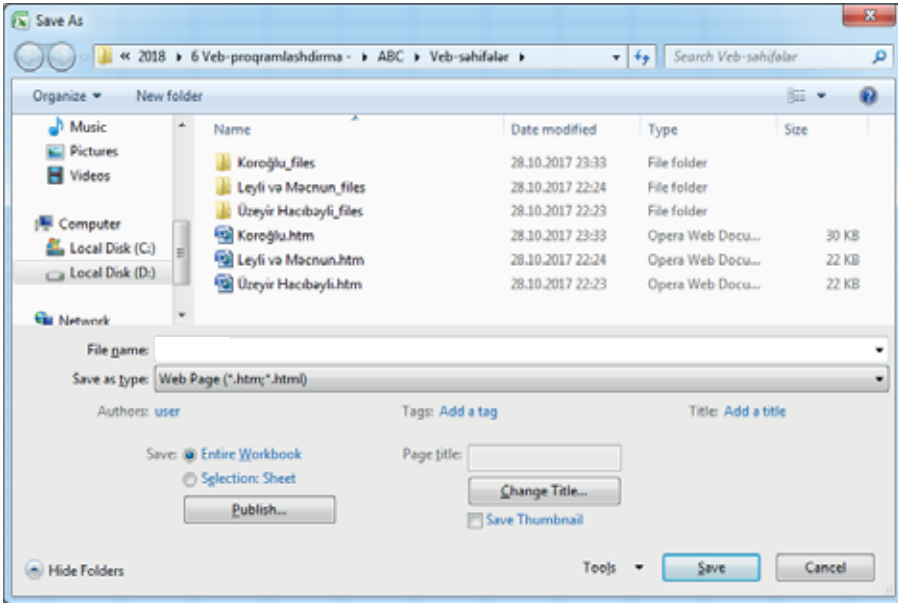 Save As
« 2018 ▸ 6 Veb-proqramlashdirma - ▸ ABC ▸ Veb-səhifələr ▸
Search Veb-səhifələr
Organize ▾ New folder
Music
Pictures
Videos
Computer
Local Disk (C:)
Local Disk (D:)
Network
Name Date modified Type Size
Koroğlu_files 28.10.2017 23:33 File folder
Leyli və Məcnun_files 28.10.2017 22:24 File folder
Üzeyir Hacıbəyli_files 28.10.2017 22:23 File folder
Koroğlu.htm 28.10.2017 23:33 Opera Web Docu... 30 KB
Leyli və Məcnun.htm 28.10.2017 22:24 Opera Web Docu... 22 KB
Üzeyir Hacıbəyli.htm 28.10.2017 22:23 Opera Web Docu... 22 KB
File name:
Save as type: Web Page (*.htm;*.html)
Authors: user Tags: Add a tag Title: Add a title
Save: Entire Workbook
Selection: Sheet
Publish...
Page title:
Change Title...
Save Thumbnail
Hide Folders
Tools Save Cancel